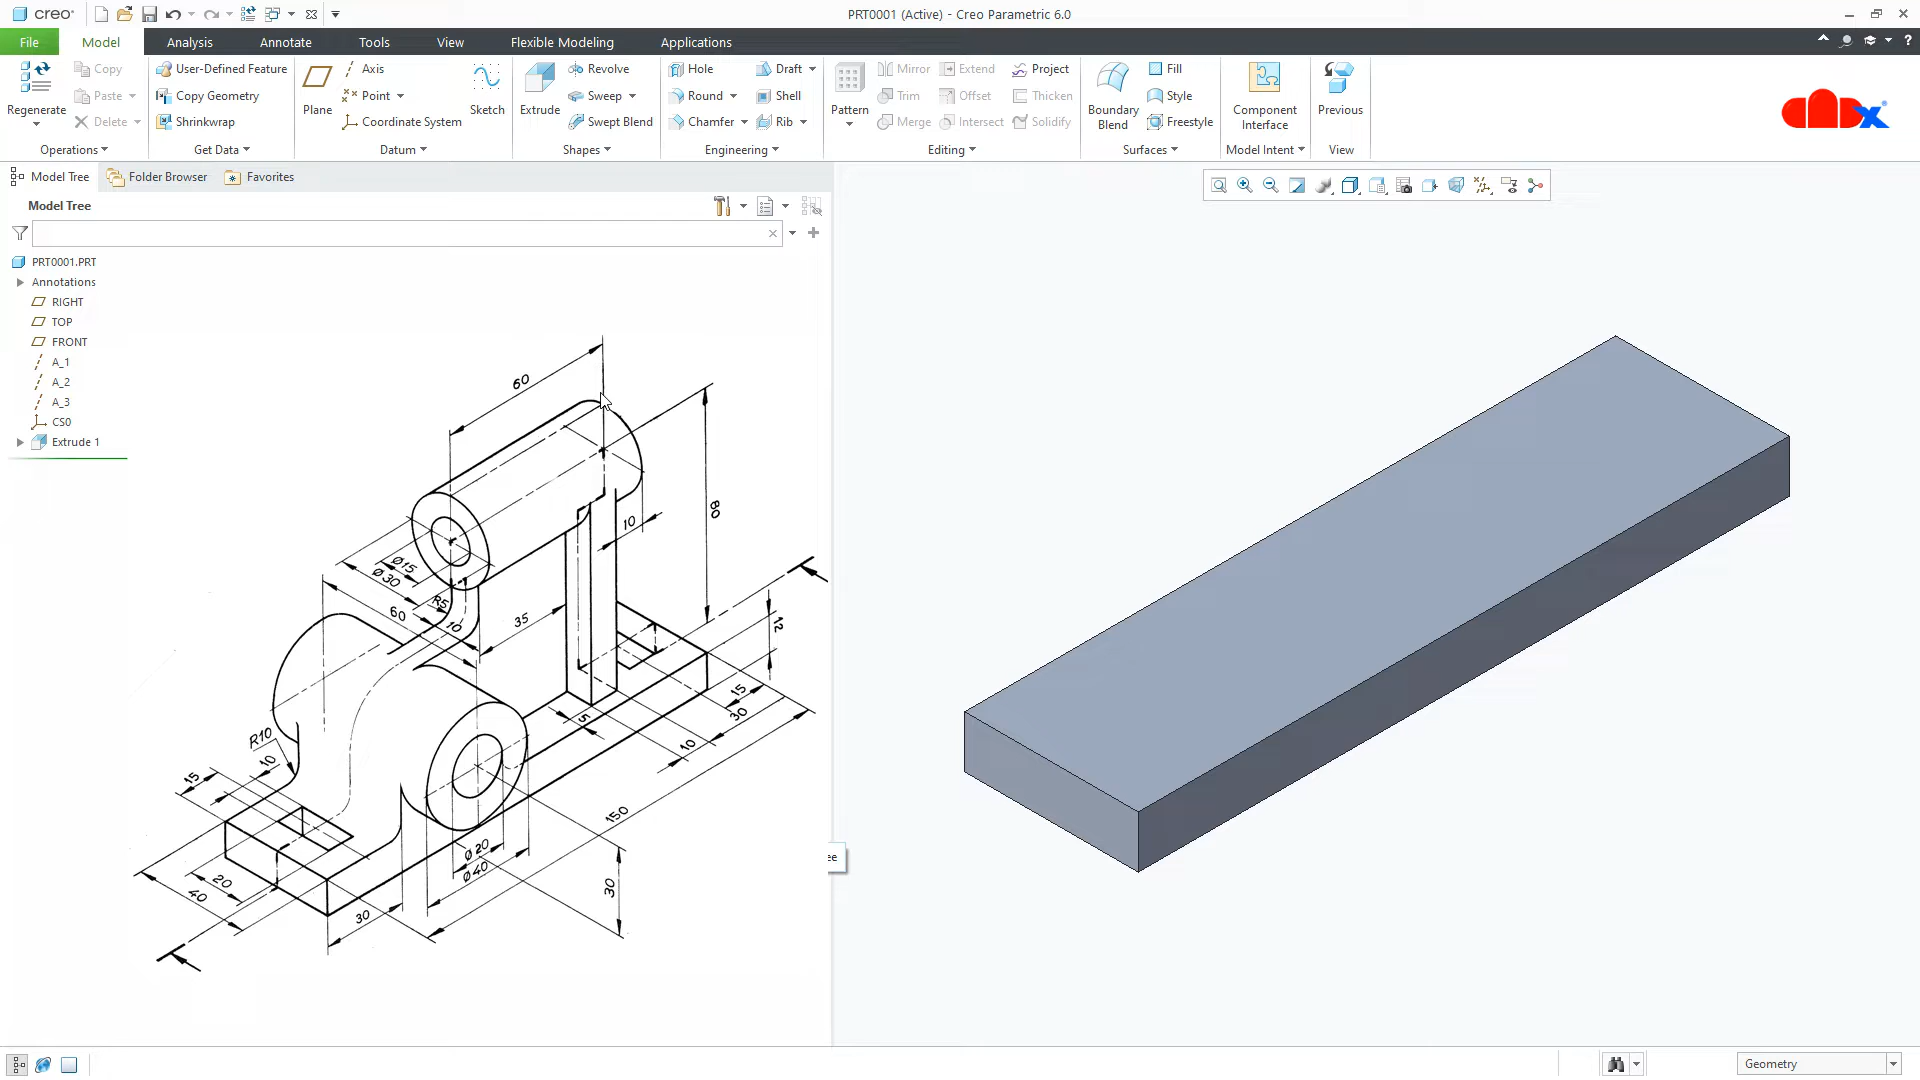 creo®
PRT0001 (Active) - Creo Parametric 6.0
File Model Analysis Annotate Tools View Flexible Modeling Applications
Regenerate
Copy
Paste
Delete
Operations
User-Defined Feature
Copy Geometry
Shrinkwrap
Get Data
Plane
Axis
Point
Coordinate System
Sketch
Datum
Extrude
Revolve
Sweep
Swept Blend
Shapes
Hole
Round
Chamfer
Draft
Shell
Rib
Engineering
Pattern
Mirror
Trim
Merge
Extend
Offset
Intersect
Project
Thicken
Solidify
Editing
Boundary
Blend
Fill
Style
Freestyle
Surfaces
Component
Interface
Model Intent
Previous
View
Model Tree
Folder Browser
Favorites
Model Tree
PRT0001.PRT
Annotations
RIGHT
TOP
FRONT
A_1
A_2
A_3
CS0
Extrude 1
60
80
10
Ø15
Ø30
R5
60
10
35
12
15
30
5
10
R10
10
15
150
Ø20
Ø40
30
20
40
30
ee
Geometry